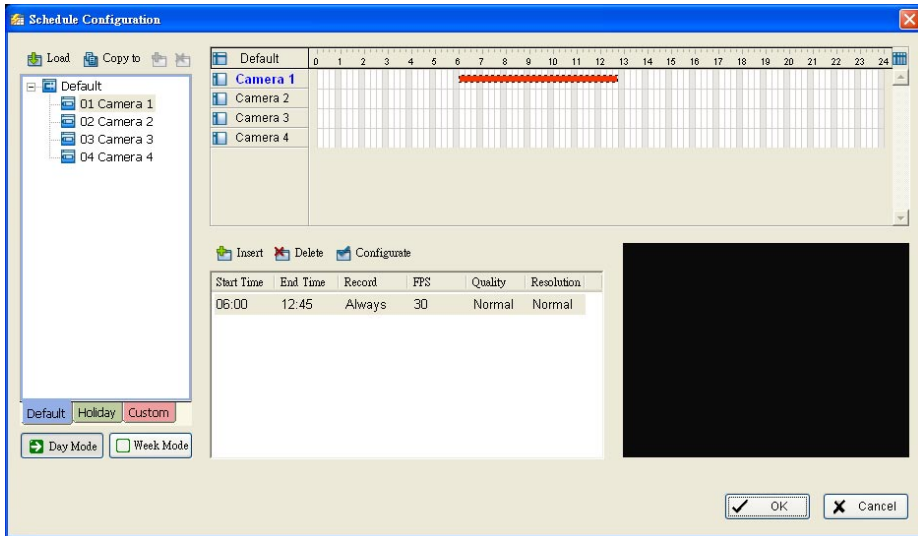 Schedule Configuration
Load Copy to
Default
01 Camera 1
02 Camera 2
03 Camera 3
04 Camera 4
Default Holiday Custom
Day Mode Week Mode
Default 0 1 2 3 4 5 6 7 8 9 10 11 12 13 14 15 16 17 18 19 20 21 22 23 24
Camera 1
Camera 2
Camera 3
Camera 4
Insert Delete Configurate
Start Time End Time Record FPS Quality Resolution
06:00 12:45 Always 30 Normal Normal
OK Cancel